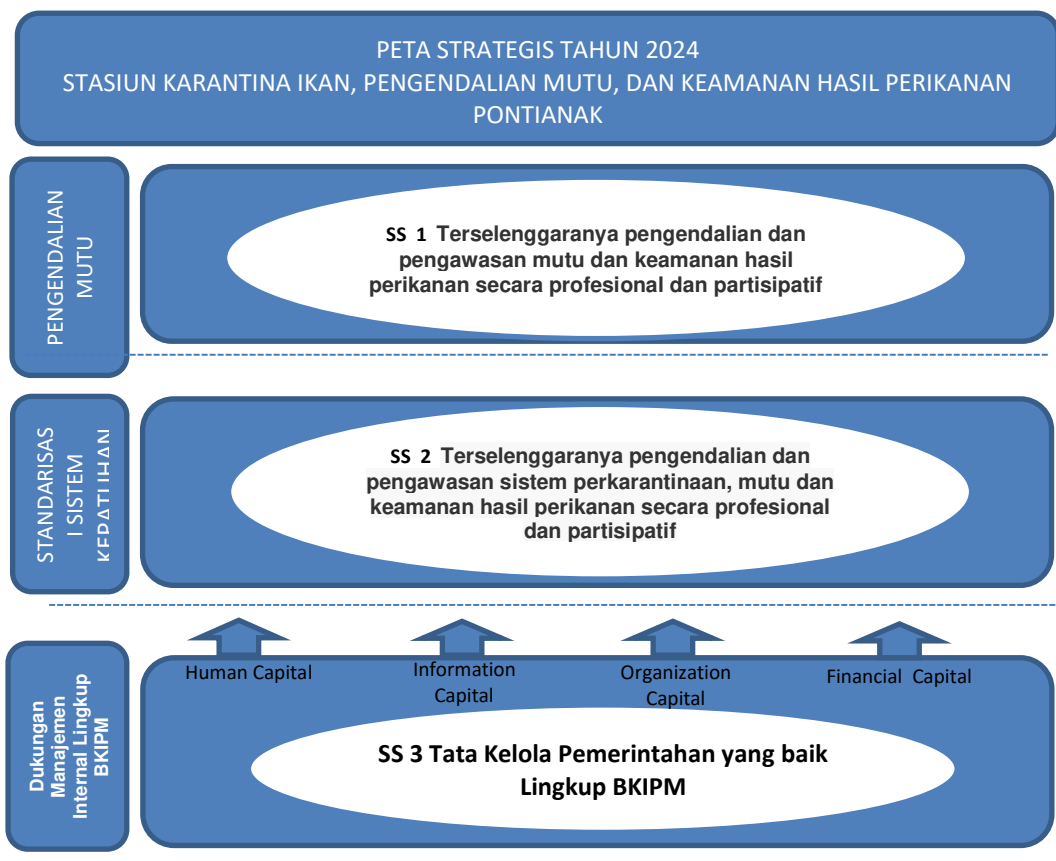 PETA STRATEGIS TAHUN 2024
STASIUN KARANTINA IKAN, PENGENDALIAN MUTU, DAN KEAMANAN HASIL PERIKANAN
PONTIANAK
PENGENDALIAN
MUTU
SS 1 Terselenggaranya pengendalian dan
pengawasan mutu dan keamanan hasil
perikanan secara profesional dan partisipatif
STANDARISAS
I SISTEM
KEPATUHAN
SS 2 Terselenggaranya pengendalian dan
pengawasan sistem perkarantinaan, mutu dan
keamanan hasil perikanan secara profesional
dan partisipatif
Human Capital
Information
Capital
Organization
Capital
Financial Capital
Dukungan
Manajemen
Internal Lingkup
BKIPM
SS 3 Tata Kelola Pemerintahan yang baik
Lingkup BKIPM